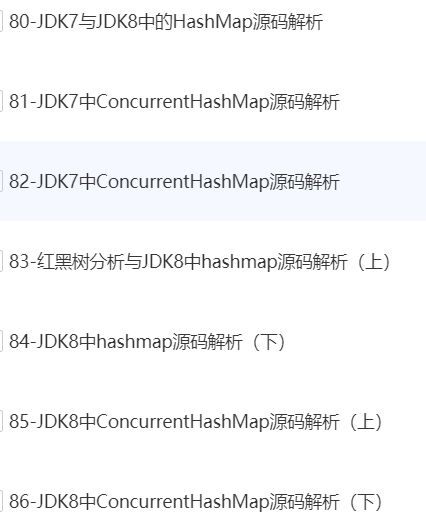 80-JDK7与JDK8中的HashMap源码解析
81-JDK7中ConcurrentHashMap源码解析
82-JDK7中ConcurrentHashMap源码解析
83-红黑树分析与JDK8中hashmap源码解析（上）
84-JDK8中hashmap源码解析（下）
85-JDK8中ConcurrentHashMap源码解析（上）
86-JDK8中ConcurrentHashMap源码解析（下）